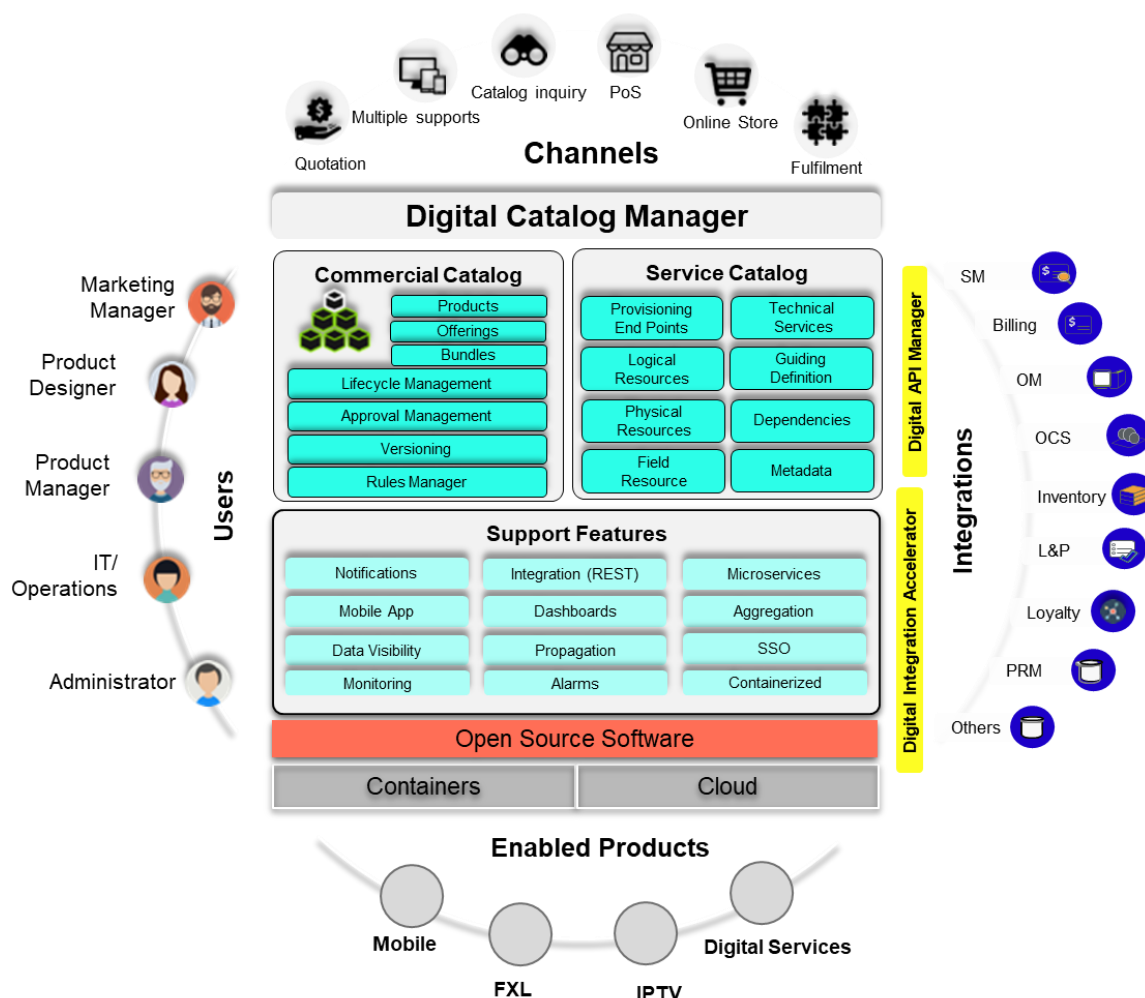 Quotation
Multiple supports
Catalog inquiry
PoS
Online Store
Fulfilment
Channels
Digital Catalog Manager
Marketing
Manager
Product
Designer
Product
Manager
IT/
Operations
Administrator
Users
Commercial Catalog
Products
Offerings
Bundles
Lifecycle Management
Approval Management
Versioning
Rules Manager
Service Catalog
Provisioning
End Points
Technical
Services
Logical
Resources
Guiding
Definition
Physical
Resources
Dependencies
Field
Resource
Metadata
Support Features
Notifications
Integration (REST)
Microservices
Mobile App
Dashboards
Aggregation
Data Visibility
Propagation
SSO
Monitoring
Alarms
Containerized
Open Source Software
Containers
Cloud
Digital API Manager
Digital Integration Accelerator
Integrations
SM
Billing
OM
OCS
Inventory
L&P
Loyalty
PRM
Others
Enabled Products
Mobile
FXL
IPTV
Digital Services